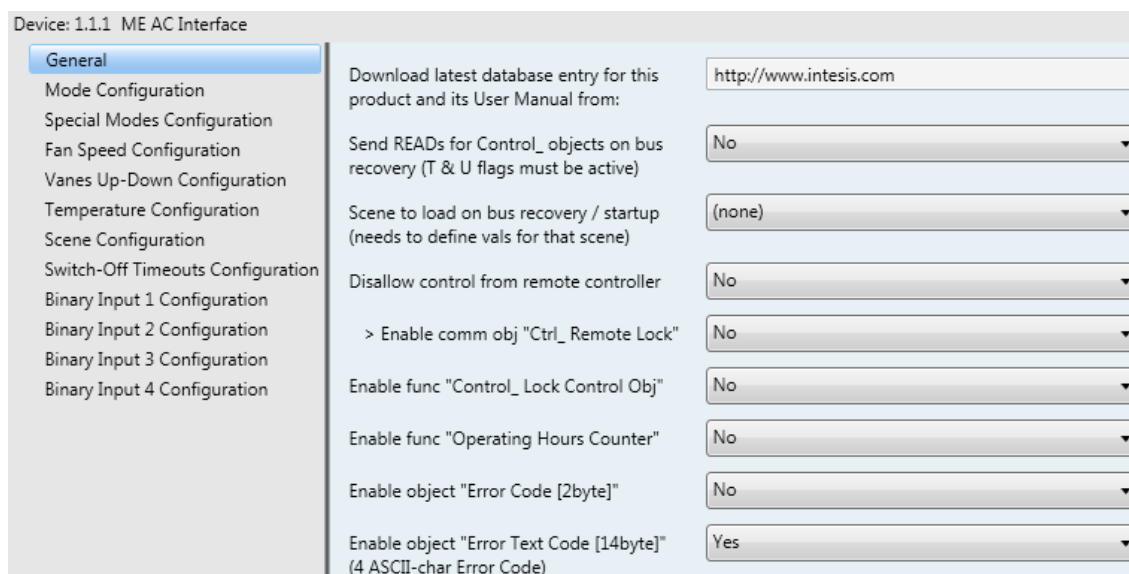 Device: 1.1.1 ME AC Interface
General
Mode Configuration
Special Modes Configuration
Fan Speed Configuration
Vanes Up-Down Configuration
Temperature Configuration
Scene Configuration
Switch-Off Timeouts Configuration
Binary Input 1 Configuration
Binary Input 2 Configuration
Binary Input 3 Configuration
Binary Input 4 Configuration
Download latest database entry for this
product and its User Manual from:
http://www.intesis.com
Send READs for Control_ objects on bus
recovery (T & U flags must be active)
No
Scene to load on bus recovery / startup
(needs to define vals for that scene)
(none)
Disallow control from remote controller
No
> Enable comm obj "Ctrl_ Remote Lock"
No
Enable func "Control_ Lock Control Obj"
No
Enable func "Operating Hours Counter"
No
Enable object "Error Code [2byte]"
No
Enable object "Error Text Code [14byte]"
(4 ASCII-char Error Code)
Yes